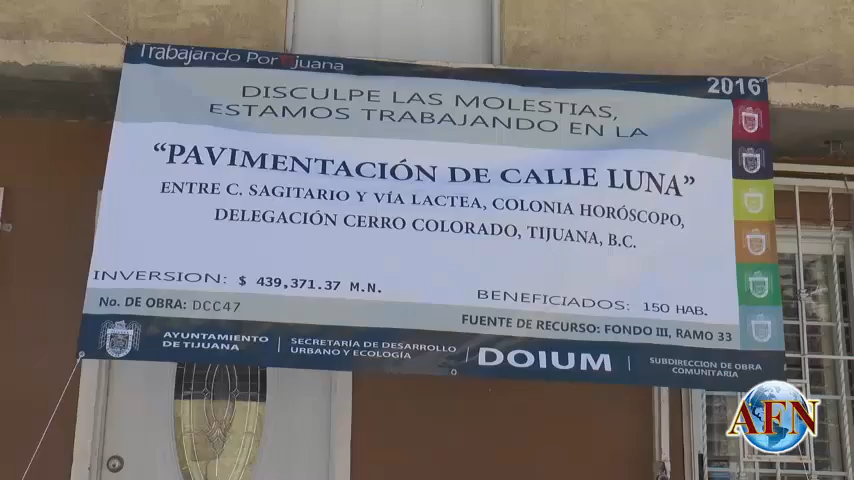 Trabajando Por Tijuana
2016
DISCULPE LAS MOLESTIAS,
ESTAMOS TRABAJANDO EN LA
“PAVIMENTACIÓN DE CALLE LUNA”
ENTRE C. SAGITARIO Y VÍA LACTEA, COLONIA HORÓSCOPO,
DELEGACIÓN CERRO COLORADO, TIJUANA, B.C.
INVERSION: $ 439,371.37 M.N.
BENEFICIADOS: 150 HAB.
No. DE OBRA: DCC47
FUENTE DE RECURSO: FONDO III, RAMO 33
AYUNTAMIENTO
DE TIJUANA
SECRETARÍA DE DESARROLLO
URBANO Y ECOLOGÍA
DOIUM
SUBDIRECCION DE OBRA
COMUNITARIA
AFN